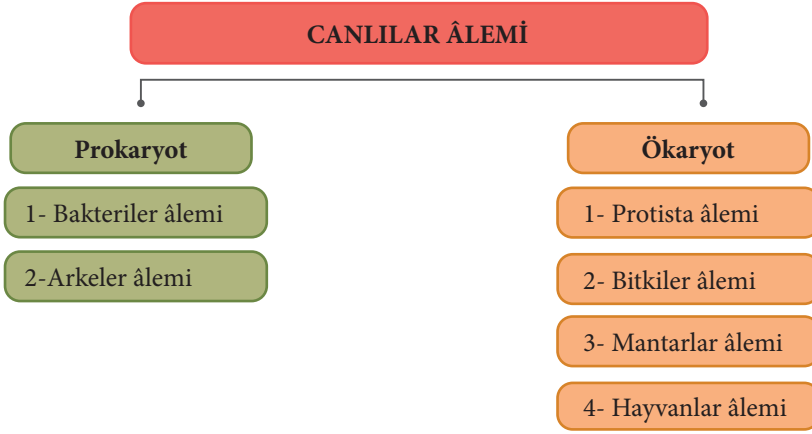 CANLILAR ÂLEMİ
Prokaryot
1- Bakteriler âlemi
2-Arkeler âlemi
Ökaryot
1- Protista âlemi
2- Bitkiler âlemi
3- Mantarlar âlemi
4- Hayvanlar âlemi